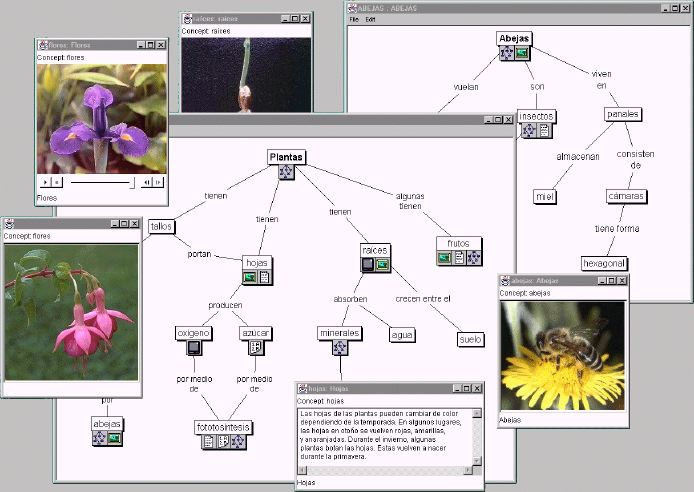 raices: raices
Concept: raices
ABEJAS : ABEJAS
File Edit
Abejas
vuelan
son
viven
en
insectos
panales
almacenan
consisten
de
miel
cámaras
tiene forma
hexagonal
flores: Flores
Concept: flores
Flores
Concept: flores
Plantas
tienen
tienen
tienen
algunas
tienen
tallos
portan
hojas
raíces
frutos
producen
absorben
crecen entre el
oxígeno
azúcar
minerales
agua
suelo
por medio
de
por medio
de
fototosíntesis
por
abejas
abejas: Abejas
Concept: abejas
Abejas
hojas: Hojas
Concept: hojas
Las hojas de las plantas pueden cambiar de color
dependiendo de la temporada. En algunos lugares,
las hojas en otoño se vuelven rojas, amarillas,
y anaranjadas. Durante el invierno, algunas
plantas botan las hojas. Estas vuelven a nacer
durante la primavera.
Hojas